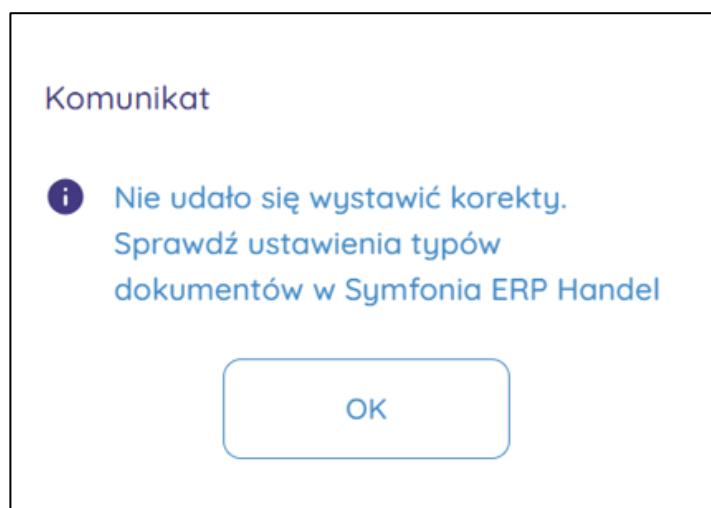 Komunikat
Nie udało się wystawić korekty.
Sprawdź ustawienia typów
dokumentów w Symfonia ERP Handel
OK